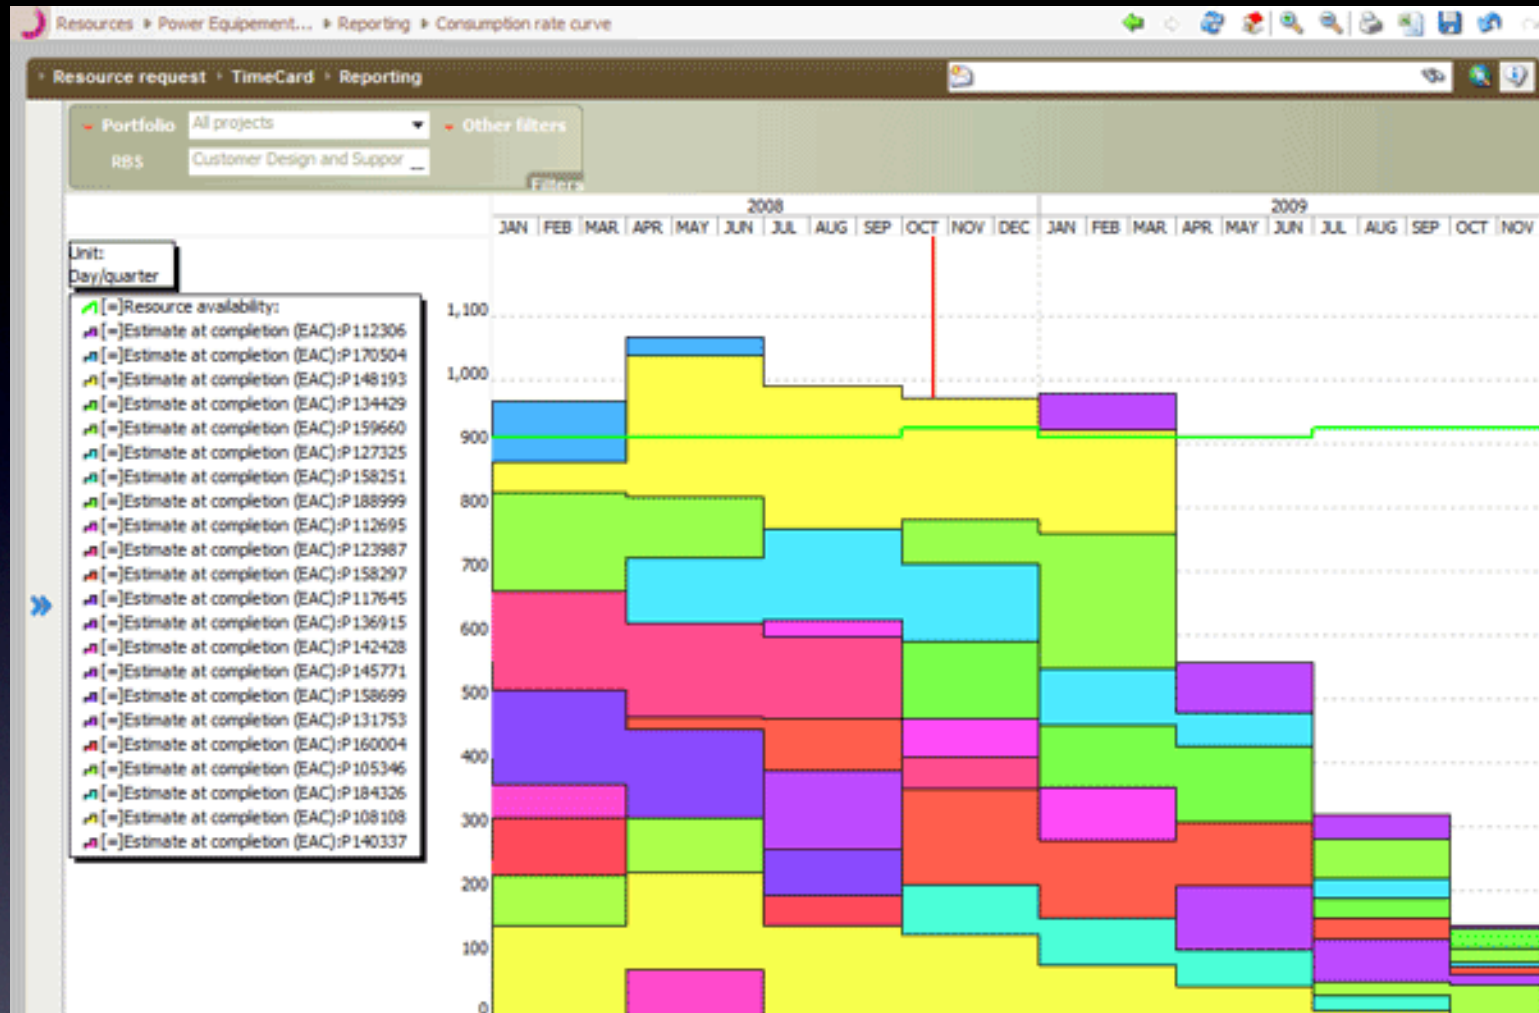 Resources Power Equipement... Reporting Consumption rate curve
Resource request TimeCard Reporting
Portfolio All projects Other filters
RBS Customer Design and Suppor ...
Filters
2008 2009
JAN FEB MAR APR MAY JUN JUL AUG SEP OCT NOV DEC JAN FEB MAR APR MAY JUN JUL AUG SEP OCT NOV
Unit:
Day/quarter
[=]Resource availability:
[=]Estimate at completion (EAC):P112306
[=]Estimate at completion (EAC):P170504
[=]Estimate at completion (EAC):P148193
[=]Estimate at completion (EAC):P134429
[=]Estimate at completion (EAC):P159660
[=]Estimate at completion (EAC):P127325
[=]Estimate at completion (EAC):P158251
[=]Estimate at completion (EAC):P188999
[=]Estimate at completion (EAC):P112695
[=]Estimate at completion (EAC):P123987
[=]Estimate at completion (EAC):P158297
[=]Estimate at completion (EAC):P117645
[=]Estimate at completion (EAC):P136915
[=]Estimate at completion (EAC):P142428
[=]Estimate at completion (EAC):P145771
[=]Estimate at completion (EAC):P158699
[=]Estimate at completion (EAC):P131753
[=]Estimate at completion (EAC):P160004
[=]Estimate at completion (EAC):P105346
[=]Estimate at completion (EAC):P184326
[=]Estimate at completion (EAC):P108108
[=]Estimate at completion (EAC):P140337
1,100
1,000
900
800
700
600
500
400
300
200
100
0